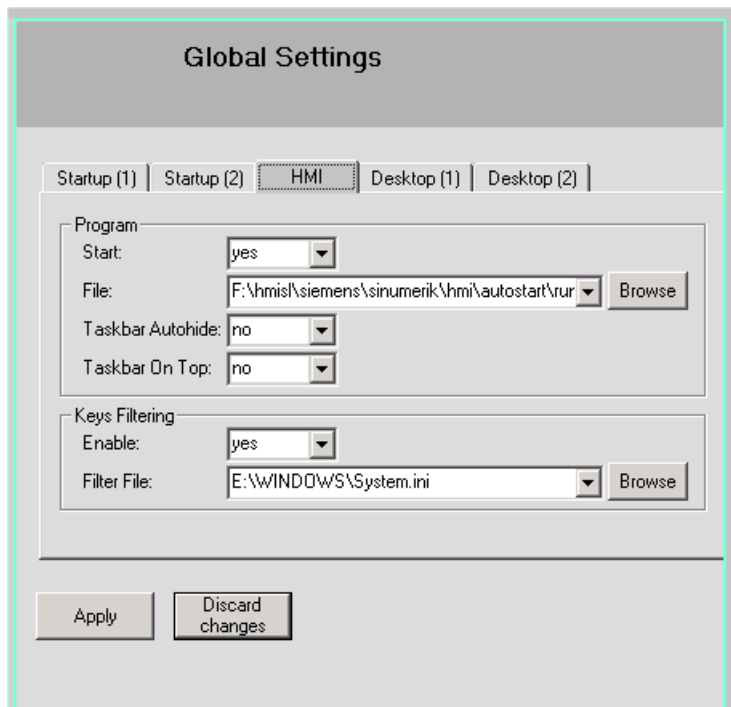 Global Settings
Startup (1) Startup (2) HMI Desktop (1) Desktop (2)
Program
Start: yes
File: F:\hmisl\siemens\sinumerik\hmi\autostart\rur Browse
Taskbar Autohide: no
Taskbar On Top: no
Keys Filtering
Enable: yes
Filter File: E:\WINDOWS\System.ini Browse
Apply Discard
changes